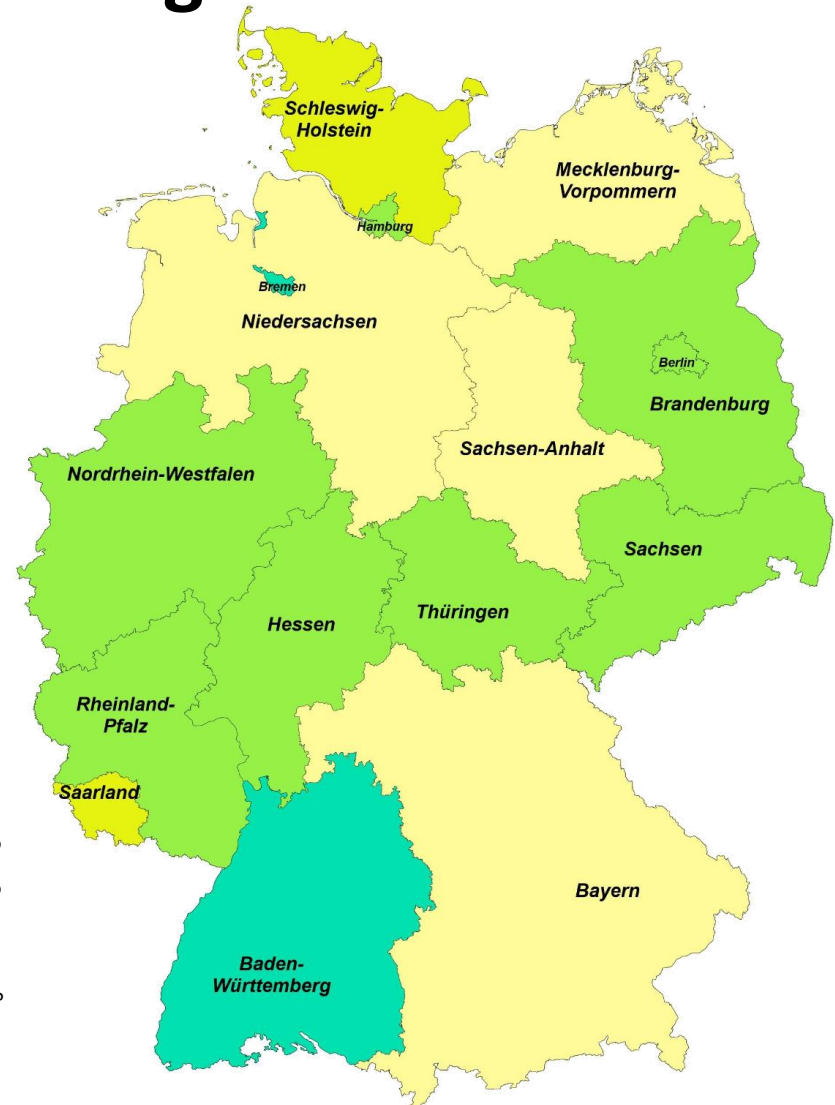 Schleswig-
Holstein
Mecklenburg-
Vorpommern
Hamburg
Bremen
Niedersachsen
Berlin
Brandenburg
Sachsen-Anhalt
Nordrhein-Westfalen
Sachsen
Thüringen
Hessen
Rheinland-
Pfalz
Saarland
Bayern
Baden-
Württemberg